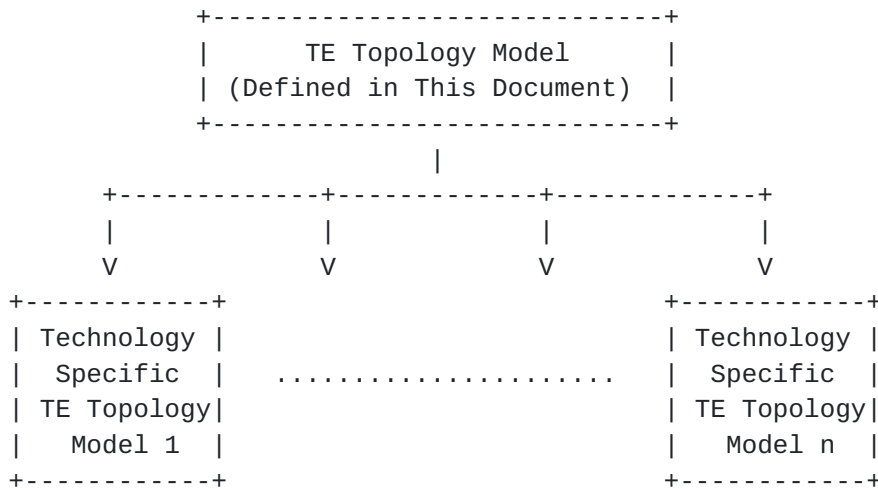 TE Topology Model
(Defined in This Document)
V V V V
Technology Technology
Specific ...................... Specific
TE Topology TE Topology
Model 1 Model n